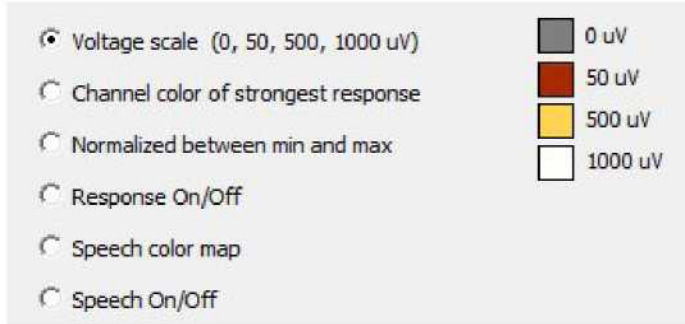 Voltage scale (0, 50, 500, 1000 uV)
Channel color of strongest response
Normalized between min and max
Response On/Off
Speech color map
Speech On/Off
0 uV
50 uV
500 uV
1000 uV